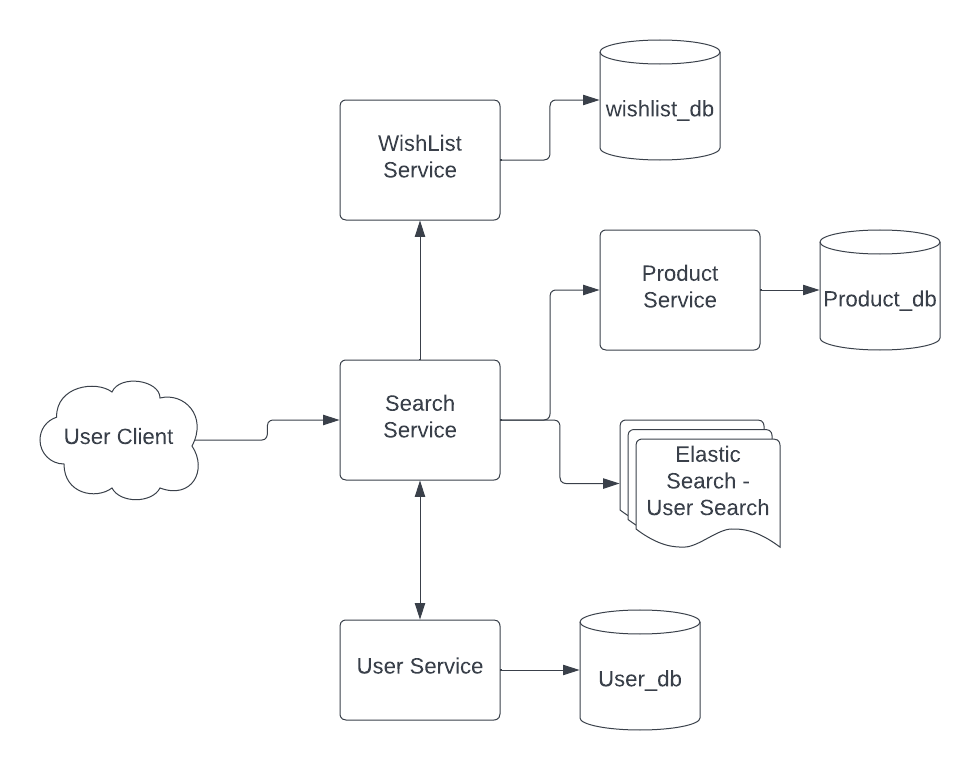 wishlist_db
WishList
Service
Product
Service
Product_db
Search
Service
User Client
Elastic
Search -
User Search
User Service
User_db